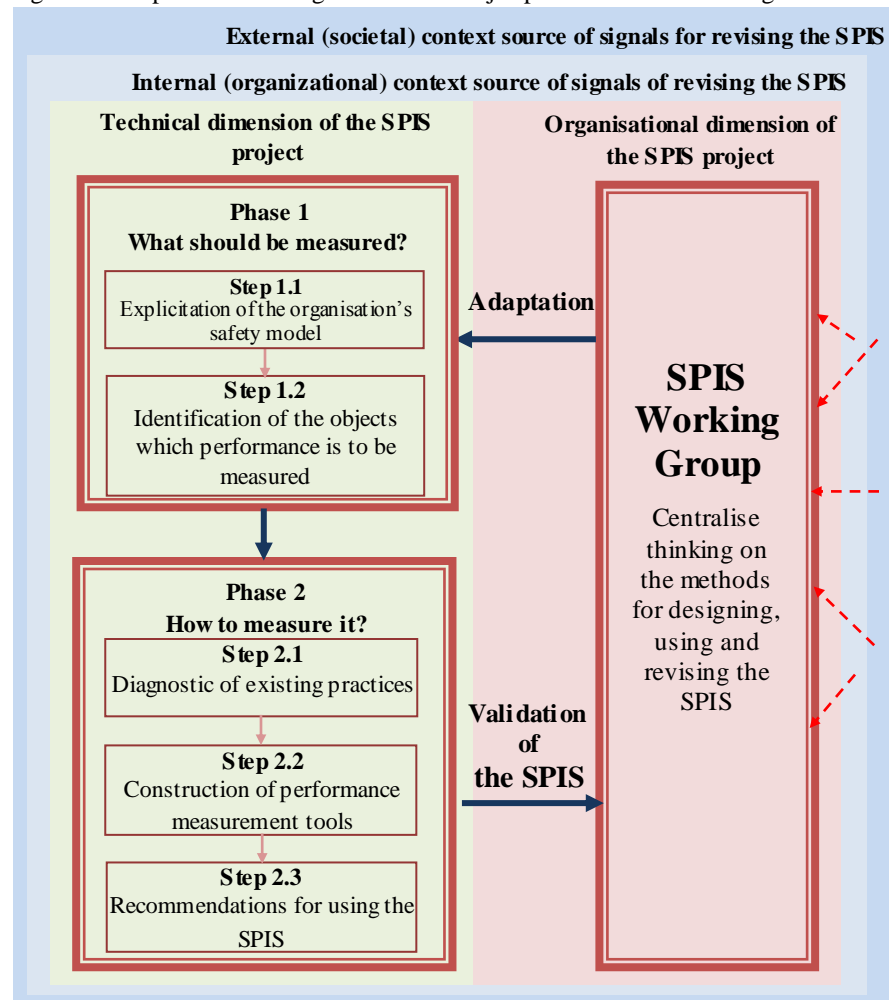 External (societal) context source of signals for revising the SPIS
Internal (organizational) context source of signals of revising the SPIS
Technical dimension of the SPIS
project
Organisational dimension of
the SPIS project
Phase 1
What should be measured?
Step 1.1
Explicitation of the organisation's
safety model
Step 1.2
Identification of the objects
which performance is to be
measured
Adaptation
SPIS
Working
Group
Centralise
thinking on
the methods
for designing,
using and
revising the
SPIS
Phase 2
How to measure it?
Step 2.1
Diagnostic of existing practices
Step 2.2
Construction of performance
measurement tools
Step 2.3
Recommendations for using the
SPIS
Validation
of
the SPIS